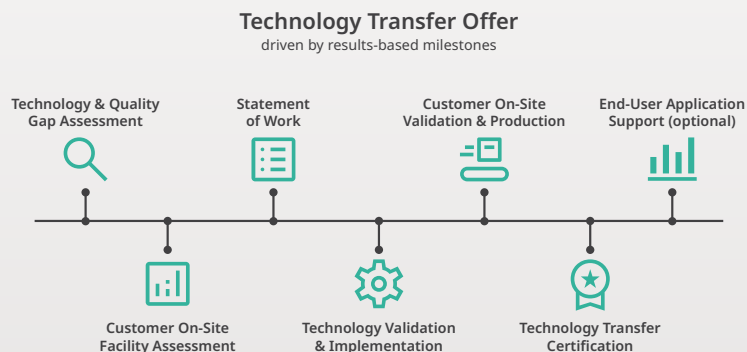 Technology Transfer Offer
driven by results-based milestones
Technology & Quality
Gap Assessment
Statement
of Work
Customer On-Site
Validation & Production
End-User Application
Support (optional)
Customer On-Site
Facility Assessment
Technology Validation
& Implementation
Technology Transfer
Certification